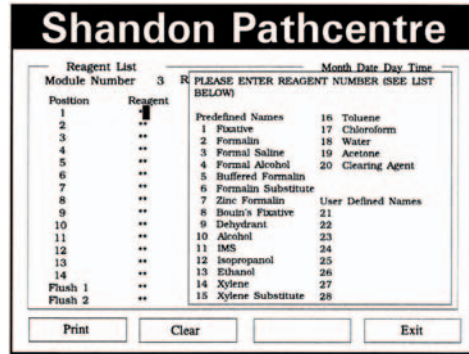 Shandon Pathcentre
Reagent List
Month Date Day Time
Module Number 3 R
Position Reagent
1 *
2 **
3 **
4 **
5 **
6 **
7 **
8 **
9 **
10 **
11 **
12 **
13 **
14 **
Flush 1 **
Flush 2 **
PLEASE ENTER REAGENT NUMBER (SEE LIST
BELOW)
Predefined Names
1 Fixative
2 Formalin
3 Formal Saline
4 Formal Alcohol
5 Buffered Formalin
6 Formalin Substitute
7 Zinc Formalin
8 Bouin's Fixative
9 Dehydrant
10 Alcohol
11 IMS
12 Isopropanol
13 Ethanol
14 Xylene
15 Xylene Substitute
16 Toluene
17 Chloroform
18 Water
19 Acetone
20 Clearing Agent
User Defined Names
21
22
23
24
25
26
27
28
Print Clear Exit